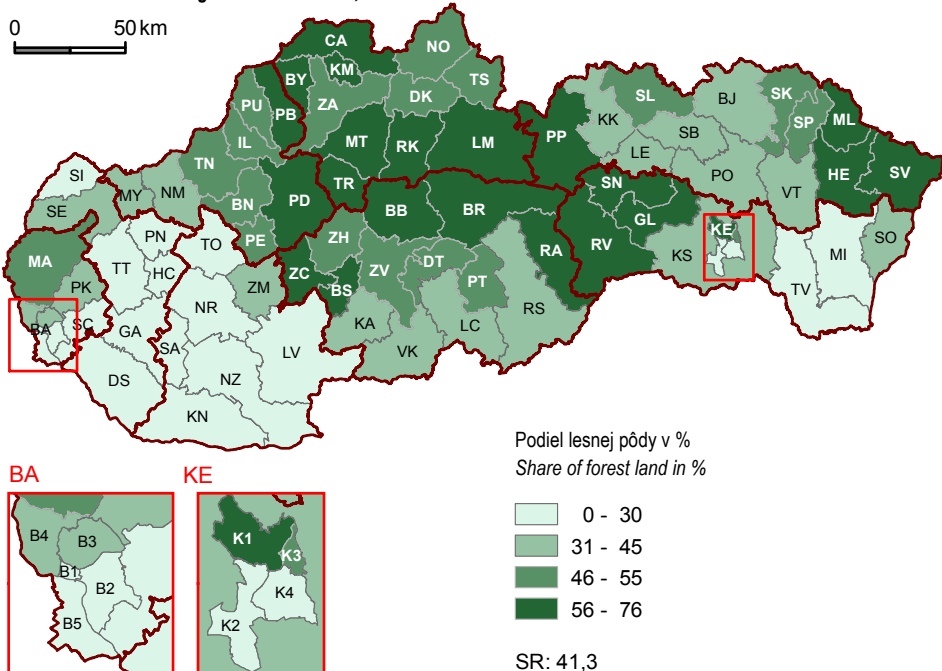 0 50 km
CA
NO
BY
KM
TS
PU
PB
ZA
DK
SL
BJ
SK
KK
SP
IL
MT
RK
LM
PP
SB
ML
TN
LE
PO
SI
TR
SN
VT
HE
SV
MY
NM
BN
PD
BB
BR
GL
SE
PE
ZH
RA
RV
KE
SO
MA
PN
TO
ZC
ZV
DT
KS
MI
TT
HC
ZM
BS
PT
TV
PK
NR
RS
BA
SC
GA
KA
LC
SA
LV
VK
DS
NZ
KN
Podiel lesnej pôdy v %
Share of forest land in %
0 - 30
31 - 45
46 - 55
56 - 76
SR: 41,3
BA
B4
B3
B1
B2
B5
KE
K1
K3
K4
K2